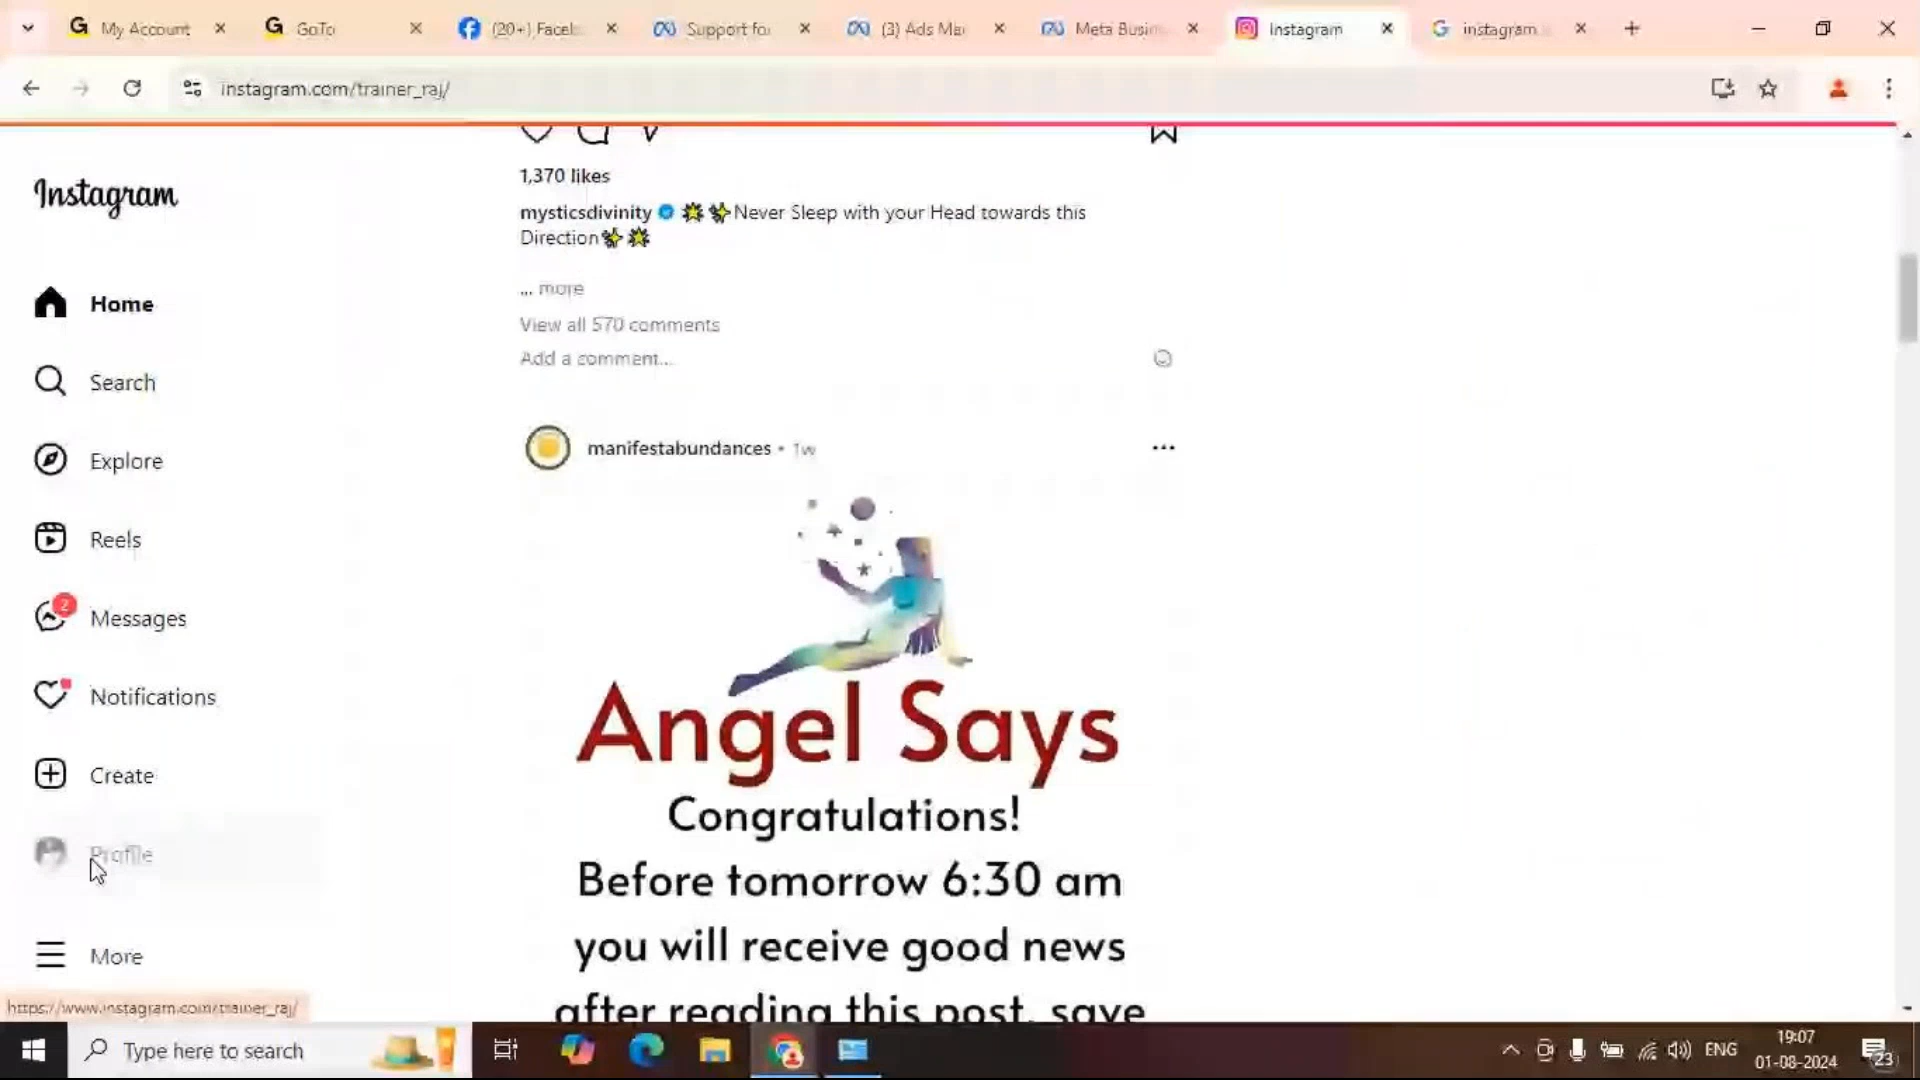 My Account
GoTo
(20+) Faceb
Support for
(3) Ads Ma
Meta Busin
Instagram
instagram
instagram.com/trainer_raj/
Instagram
Home
Search
Explore
Reels
2
Messages
Notifications
Create
Profile
More
1,370 likes
mysticsdivinity 🌟✨Never Sleep with your Head towards this
Direction✨🌟
... more
View all 570 comments
Add a comment...
manifestabundances • 1w
Angel Says
Congratulations!
Before tomorrow 6:30 am
you will receive good news
after reading this post, save
https://www.instagram.com/trainer_raj/
Type here to search
ENG
19:07
01-08-2024
23